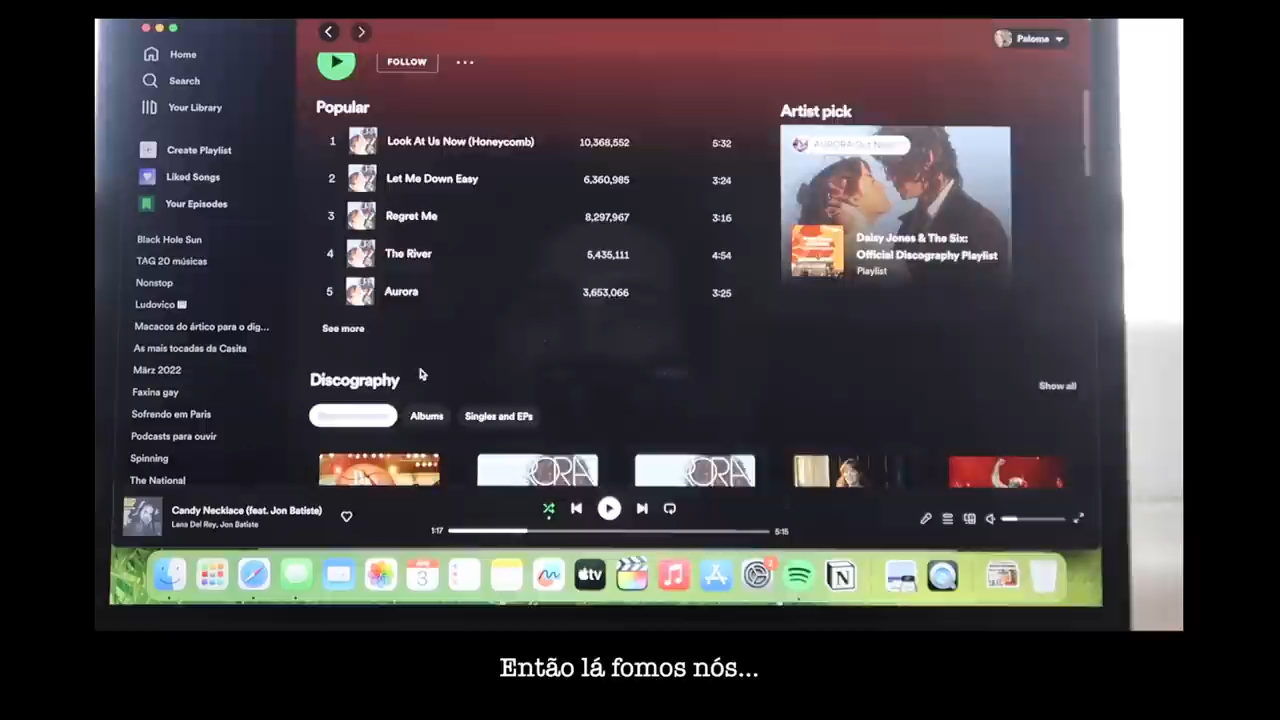 Home
Search
Your Library
Create Playlist
Liked Songs
Your Episodes
Black Hole Sun
TAG 20 músicas
Nonstop
Ludovico
Macacos do ártico para o dig...
As mais tocadas da Casita
März 2022
Faxina gay
Sofrendo em Paris
Podcasts para ouvir
Spinning
The National
Paloma
FOLLOW
Popular
1 Look At Us Now (Honeycomb) 10,368,552 5:32
2 Let Me Down Easy 6,360,985 3:24
3 Regret Me 8,297,967 3:16
4 The River 5,435,111 4:54
5 Aurora 3,653,066 3:25
See more
Artist pick
AURORA Out Now
Daisy Jones & The Six:
Official Discography Playlist
Playlist
Discography
Show all
Albums
Singles and EPs
Candy Necklace (feat. Jon Batiste)
Lana Del Rey, Jon Batiste
1:17
5:15
3
tv
N
Então lá fomos nós...